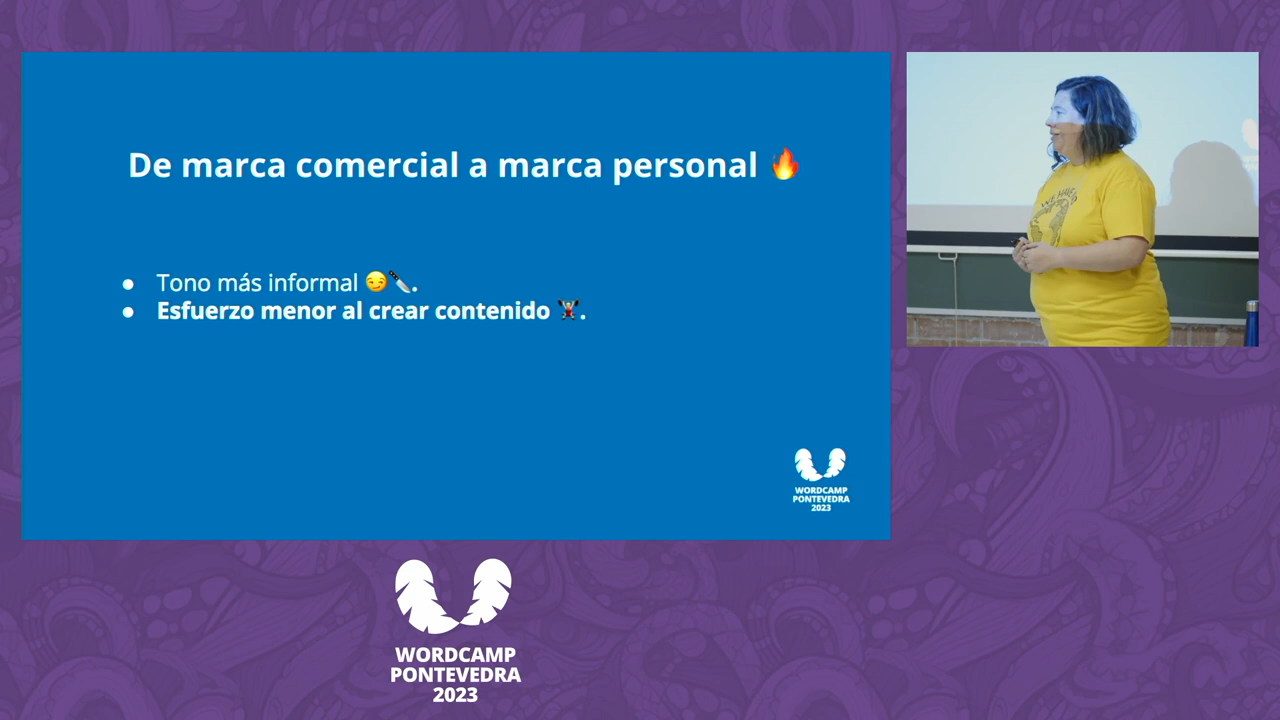 De marca comercial a marca personal 🔥
● Tono más informal 😏🔪.
● Esfuerzo menor al crear contenido 🏋.
WORDCAMP
PONTEVEDRA
2023
WORDCAMP
PONTEVEDRA
2023